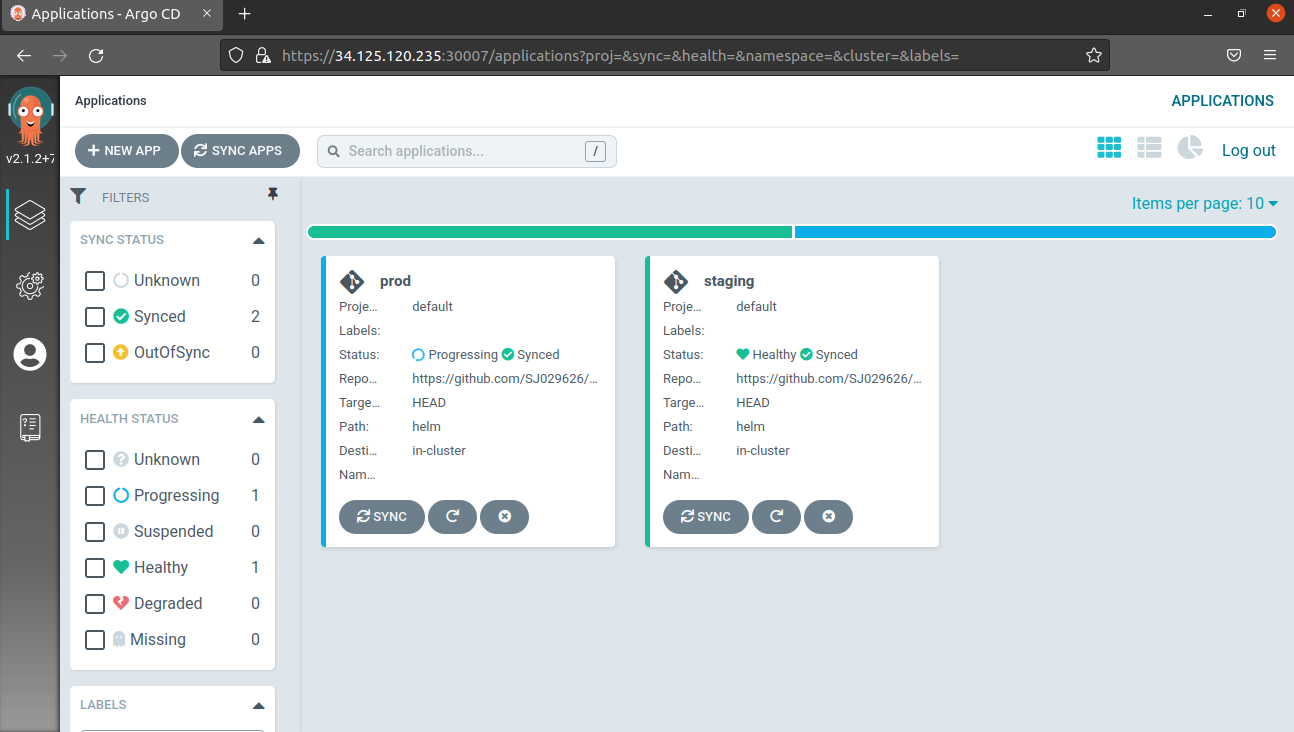 Applications - Argo CD
https://34.125.120.235:30007/applications?proj=&sync=&health=&namespace=&cluster=&labels=
v2.1.2+7
Applications
APPLICATIONS
NEW APP
SYNC APPS
Search applications...
/
Log out
FILTERS
Items per page: 10
SYNC STATUS
Unknown 0
Synced 2
OutOfSync 0
HEALTH STATUS
Unknown 0
Progressing 1
Suspended 0
Healthy 1
Degraded 0
Missing 0
LABELS
prod
Proje... default
Labels:
Status: Progressing Synced
Repo... https://github.com/SJ029626/...
Targe... HEAD
Path: helm
Desti... in-cluster
Nam...
SYNC
staging
Proje... default
Labels:
Status: Healthy Synced
Repo... https://github.com/SJ029626/...
Targe... HEAD
Path: helm
Desti... in-cluster
Nam...
SYNC